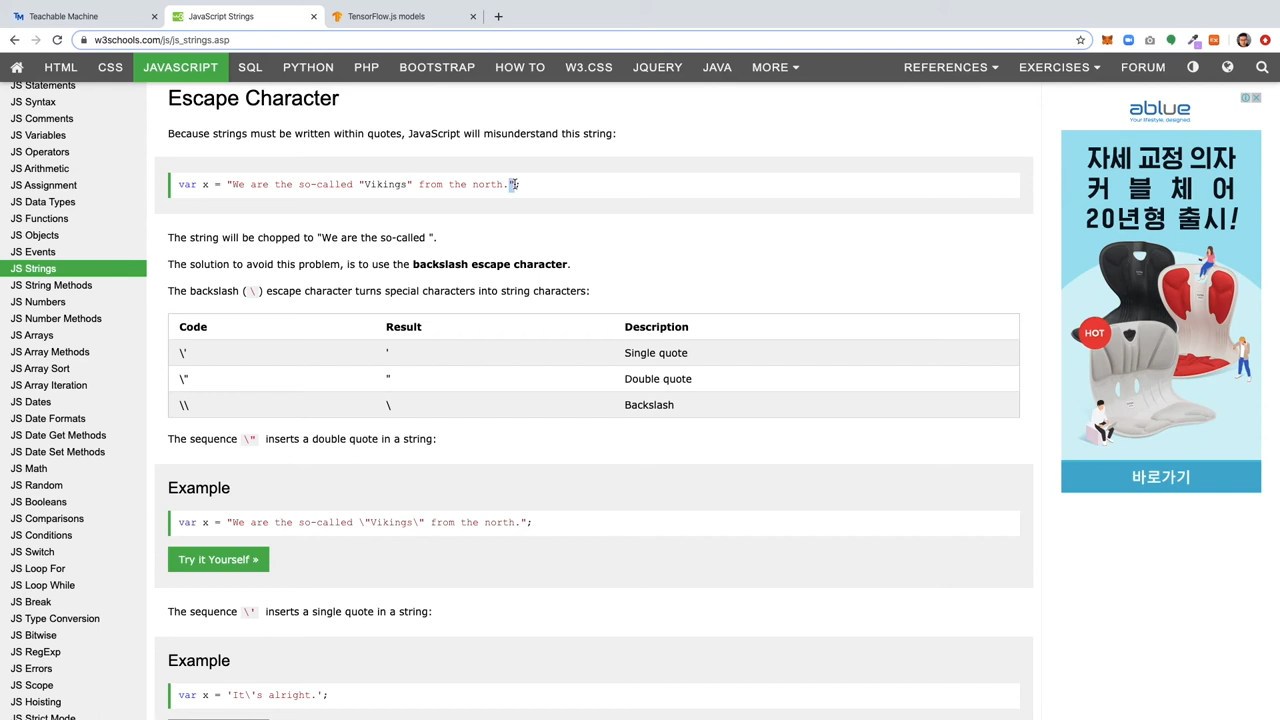 Teachable Machine
JavaScript Strings
TensorFlow.js models
w3schools.com/js/js_strings.asp
HTML CSS JAVASCRIPT SQL PYTHON PHP BOOTSTRAP HOW TO W3.CSS JQUERY JAVA MORE REFERENCES EXERCISES FORUM
JS Statements
JS Syntax
JS Comments
JS Variables
JS Operators
JS Arithmetic
JS Assignment
JS Data Types
JS Functions
JS Objects
JS Events
JS Strings
JS String Methods
JS Numbers
JS Number Methods
JS Arrays
JS Array Methods
JS Array Sort
JS Array Iteration
JS Dates
JS Date Formats
JS Date Get Methods
JS Date Set Methods
JS Math
JS Random
JS Booleans
JS Comparisons
JS Conditions
JS Switch
JS Loop For
JS Loop While
JS Break
JS Type Conversion
JS Bitwise
JS RegExp
JS Errors
JS Scope
JS Hoisting
JS Strict Mode
Escape Character
Because strings must be written within quotes, JavaScript will misunderstand this string:
var x = "We are the so-called "Vikings" from the north.";
The string will be chopped to "We are the so-called ".
The solution to avoid this problem, is to use the backslash escape character.
The backslash (\) escape character turns special characters into string characters:
Code Result Description
\' ' Single quote
\" " Double quote
\\ \ Backslash
The sequence \" inserts a double quote in a string:
Example
var x = "We are the so-called \"Vikings\" from the north.";
Try it Yourself »
The sequence \' inserts a single quote in a string:
Example
var x = 'It\'s alright.';
ablue
Your lifestyle, designed.
자세 교정 의자
커블체어
20년형 출시!
HOT
바로가기